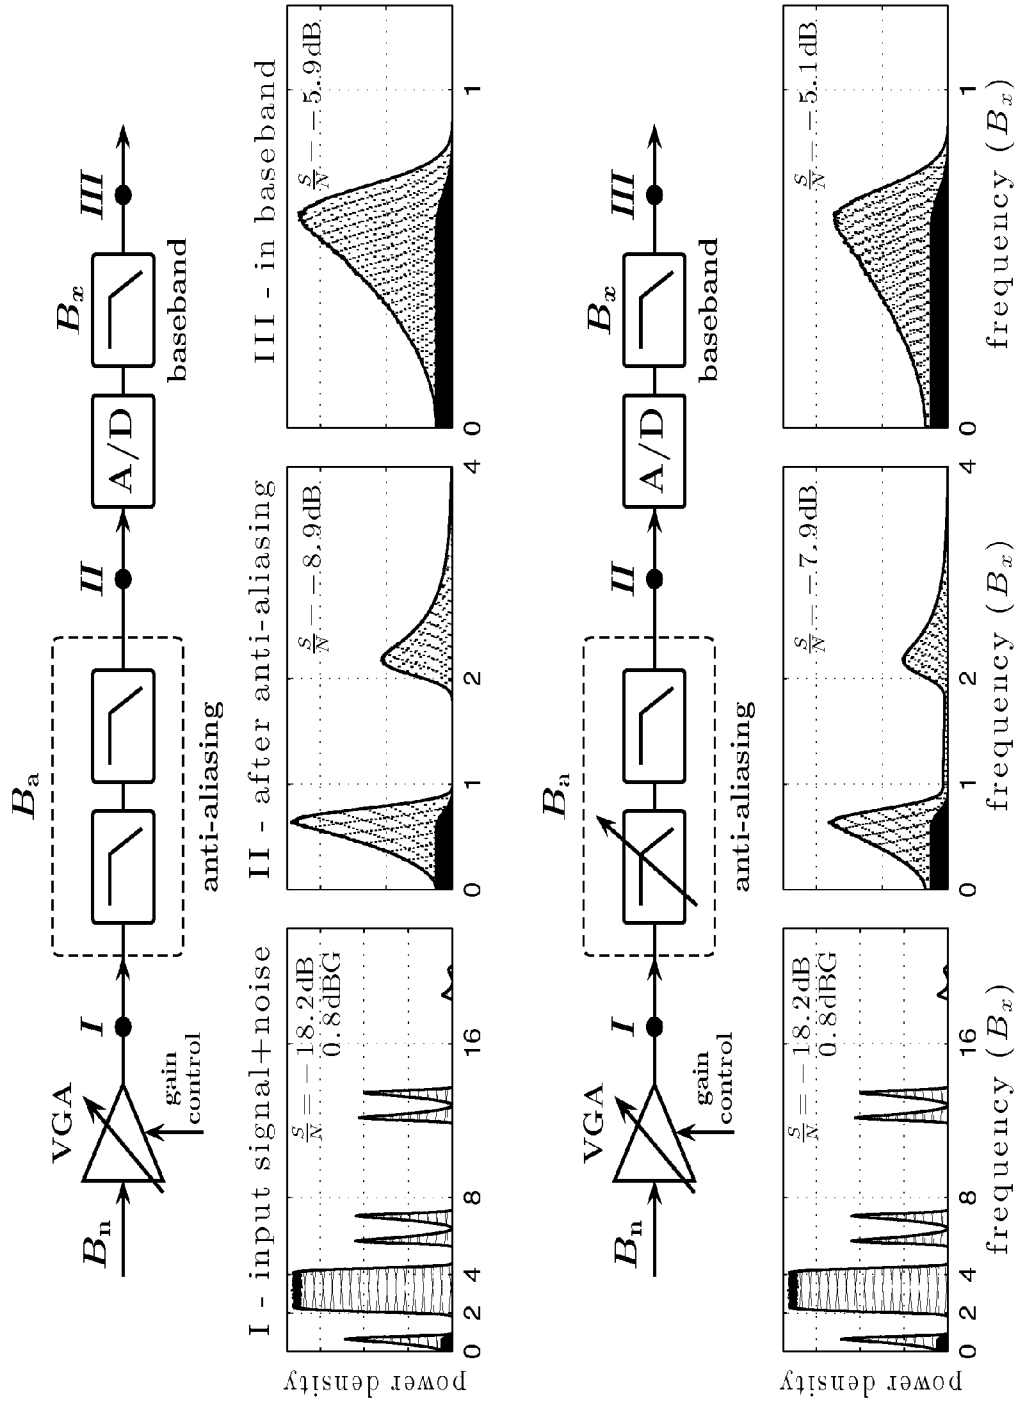 B_n
VGA
gain
control
I
B_a
anti-aliasing
II
A/D
B_x
baseband
III
I - input signal+noise
II - after anti-aliasing
III - in baseband
power density
S/N = -18.2dB
0.8dBG
0 2 4 8 16
S/N = -8.9dB
0 1 2 4
S/N = -5.9dB
0 1
B_n
VGA
gain
control
I
B_a
anti-aliasing
II
A/D
B_x
baseband
III
power density
S/N = -18.2dB
0.8dBG
0 2 4 8 16
frequency (B_x)
S/N = -7.9dB
0 1 2 4
frequency (B_x)
S/N = -5.1dB
0 1
frequency (B_x)